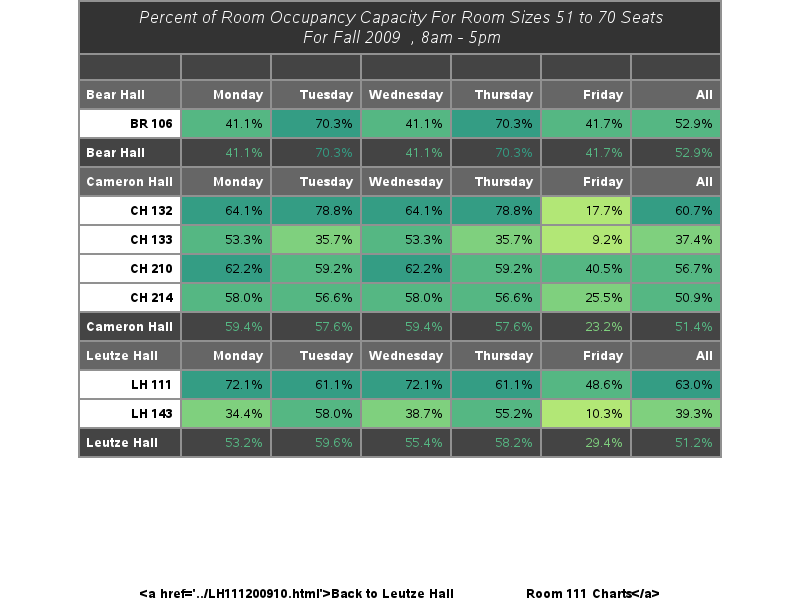 Percent of Room Occupancy Capacity For Room Sizes 51 to 70 Seats
For Fall 2009 , 8am - 5pm
Bear Hall Monday Tuesday Wednesday Thursday Friday All
BR 106 41.1% 70.3% 41.1% 70.3% 41.7% 52.9%
Bear Hall 41.1% 70.3% 41.1% 70.3% 41.7% 52.9%
Cameron Hall Monday Tuesday Wednesday Thursday Friday All
CH 132 64.1% 78.8% 64.1% 78.8% 17.7% 60.7%
CH 133 53.3% 35.7% 53.3% 35.7% 9.2% 37.4%
CH 210 62.2% 59.2% 62.2% 59.2% 40.5% 56.7%
CH 214 58.0% 56.6% 58.0% 56.6% 25.5% 50.9%
Cameron Hall 59.4% 57.6% 59.4% 57.6% 23.2% 51.4%
Leutze Hall Monday Tuesday Wednesday Thursday Friday All
LH 111 72.1% 61.1% 72.1% 61.1% 48.6% 63.0%
LH 143 34.4% 58.0% 38.7% 55.2% 10.3% 39.3%
Leutze Hall 53.2% 59.6% 55.4% 58.2% 29.4% 51.2%
<a href='../LH111200910.html'>Back to Leutze Hall Room 111 Charts</a>